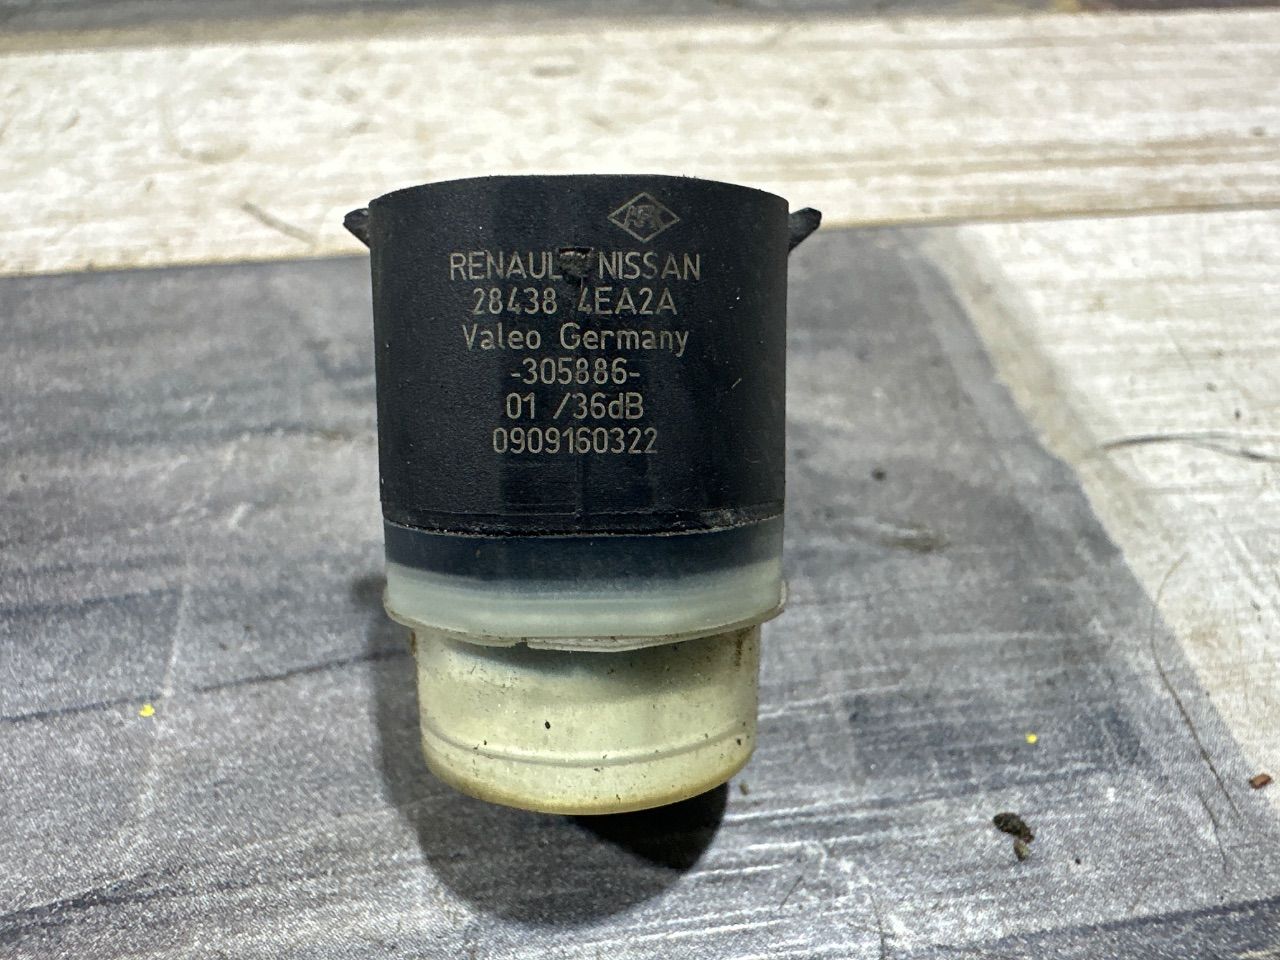 RENAULT NISSAN
28438 4EA2A
Valeo Germany
-305886-
01 /36dB
0909160322